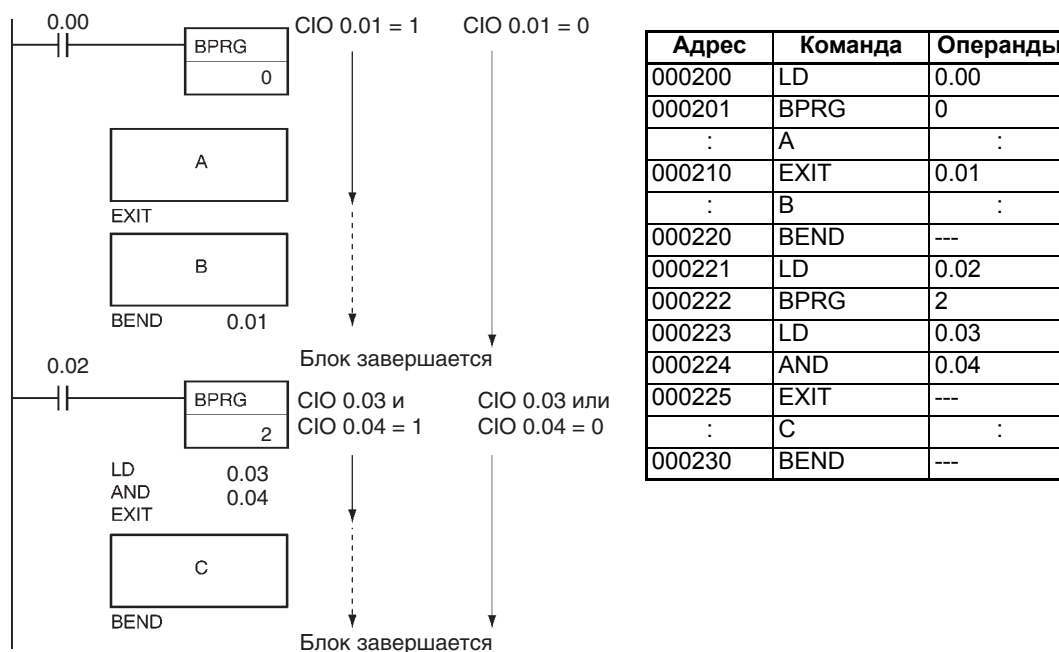 0.00
BPRG
0
CIO 0.01 = 1
CIO 0.01 = 0
A
EXIT
B
BEND 0.01
Блок завершается
0.02
BPRG
2
CIO 0.03 и
CIO 0.04 = 1
CIO 0.03 или
CIO 0.04 = 0
LD 0.03
AND 0.04
EXIT
C
BEND
Блок завершается
Адрес Команда Операнды
000200 LD 0.00
000201 BPRG 0
: A :
000210 EXIT 0.01
: B :
000220 BEND ---
000221 LD 0.02
000222 BPRG 2
000223 LD 0.03
000224 AND 0.04
000225 EXIT ---
: C :
000230 BEND ---